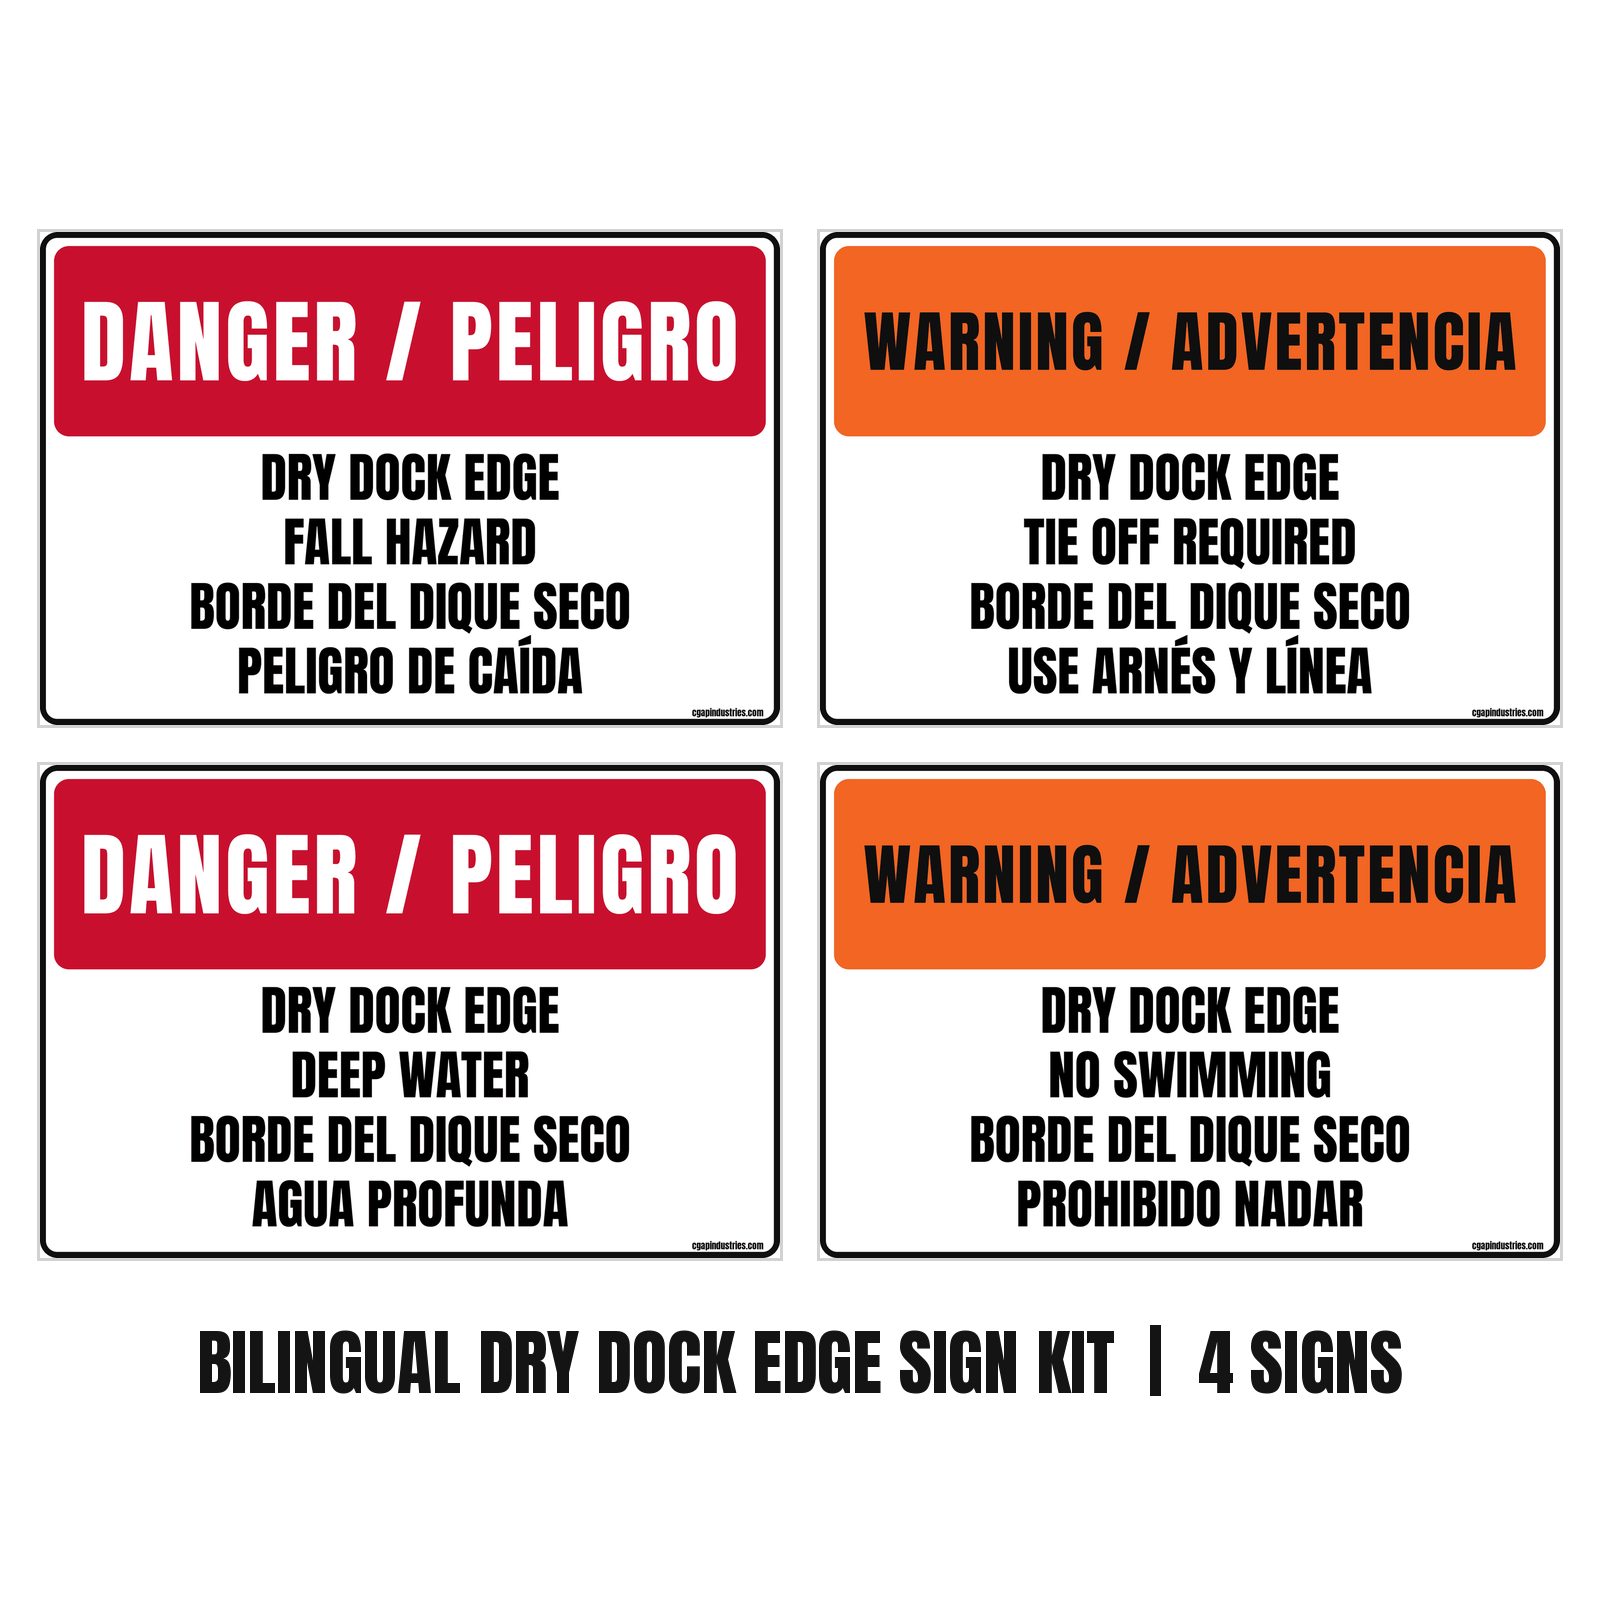 DANGER / PELIGRO
DRY DOCK EDGE
FALL HAZARD
BORDE DEL DIQUE SECO
PELIGRO DE CAÍDA
cgapindustries.com
WARNING / ADVERTENCIA
DRY DOCK EDGE
TIE OFF REQUIRED
BORDE DEL DIQUE SECO
USE ARNÉS Y LÍNEA
cgapindustries.com
DANGER / PELIGRO
DRY DOCK EDGE
DEEP WATER
BORDE DEL DIQUE SECO
AGUA PROFUNDA
cgapindustries.com
WARNING / ADVERTENCIA
DRY DOCK EDGE
NO SWIMMING
BORDE DEL DIQUE SECO
PROHIBIDO NADAR
cgapindustries.com
BILINGUAL DRY DOCK EDGE SIGN KIT | 4 SIGNS